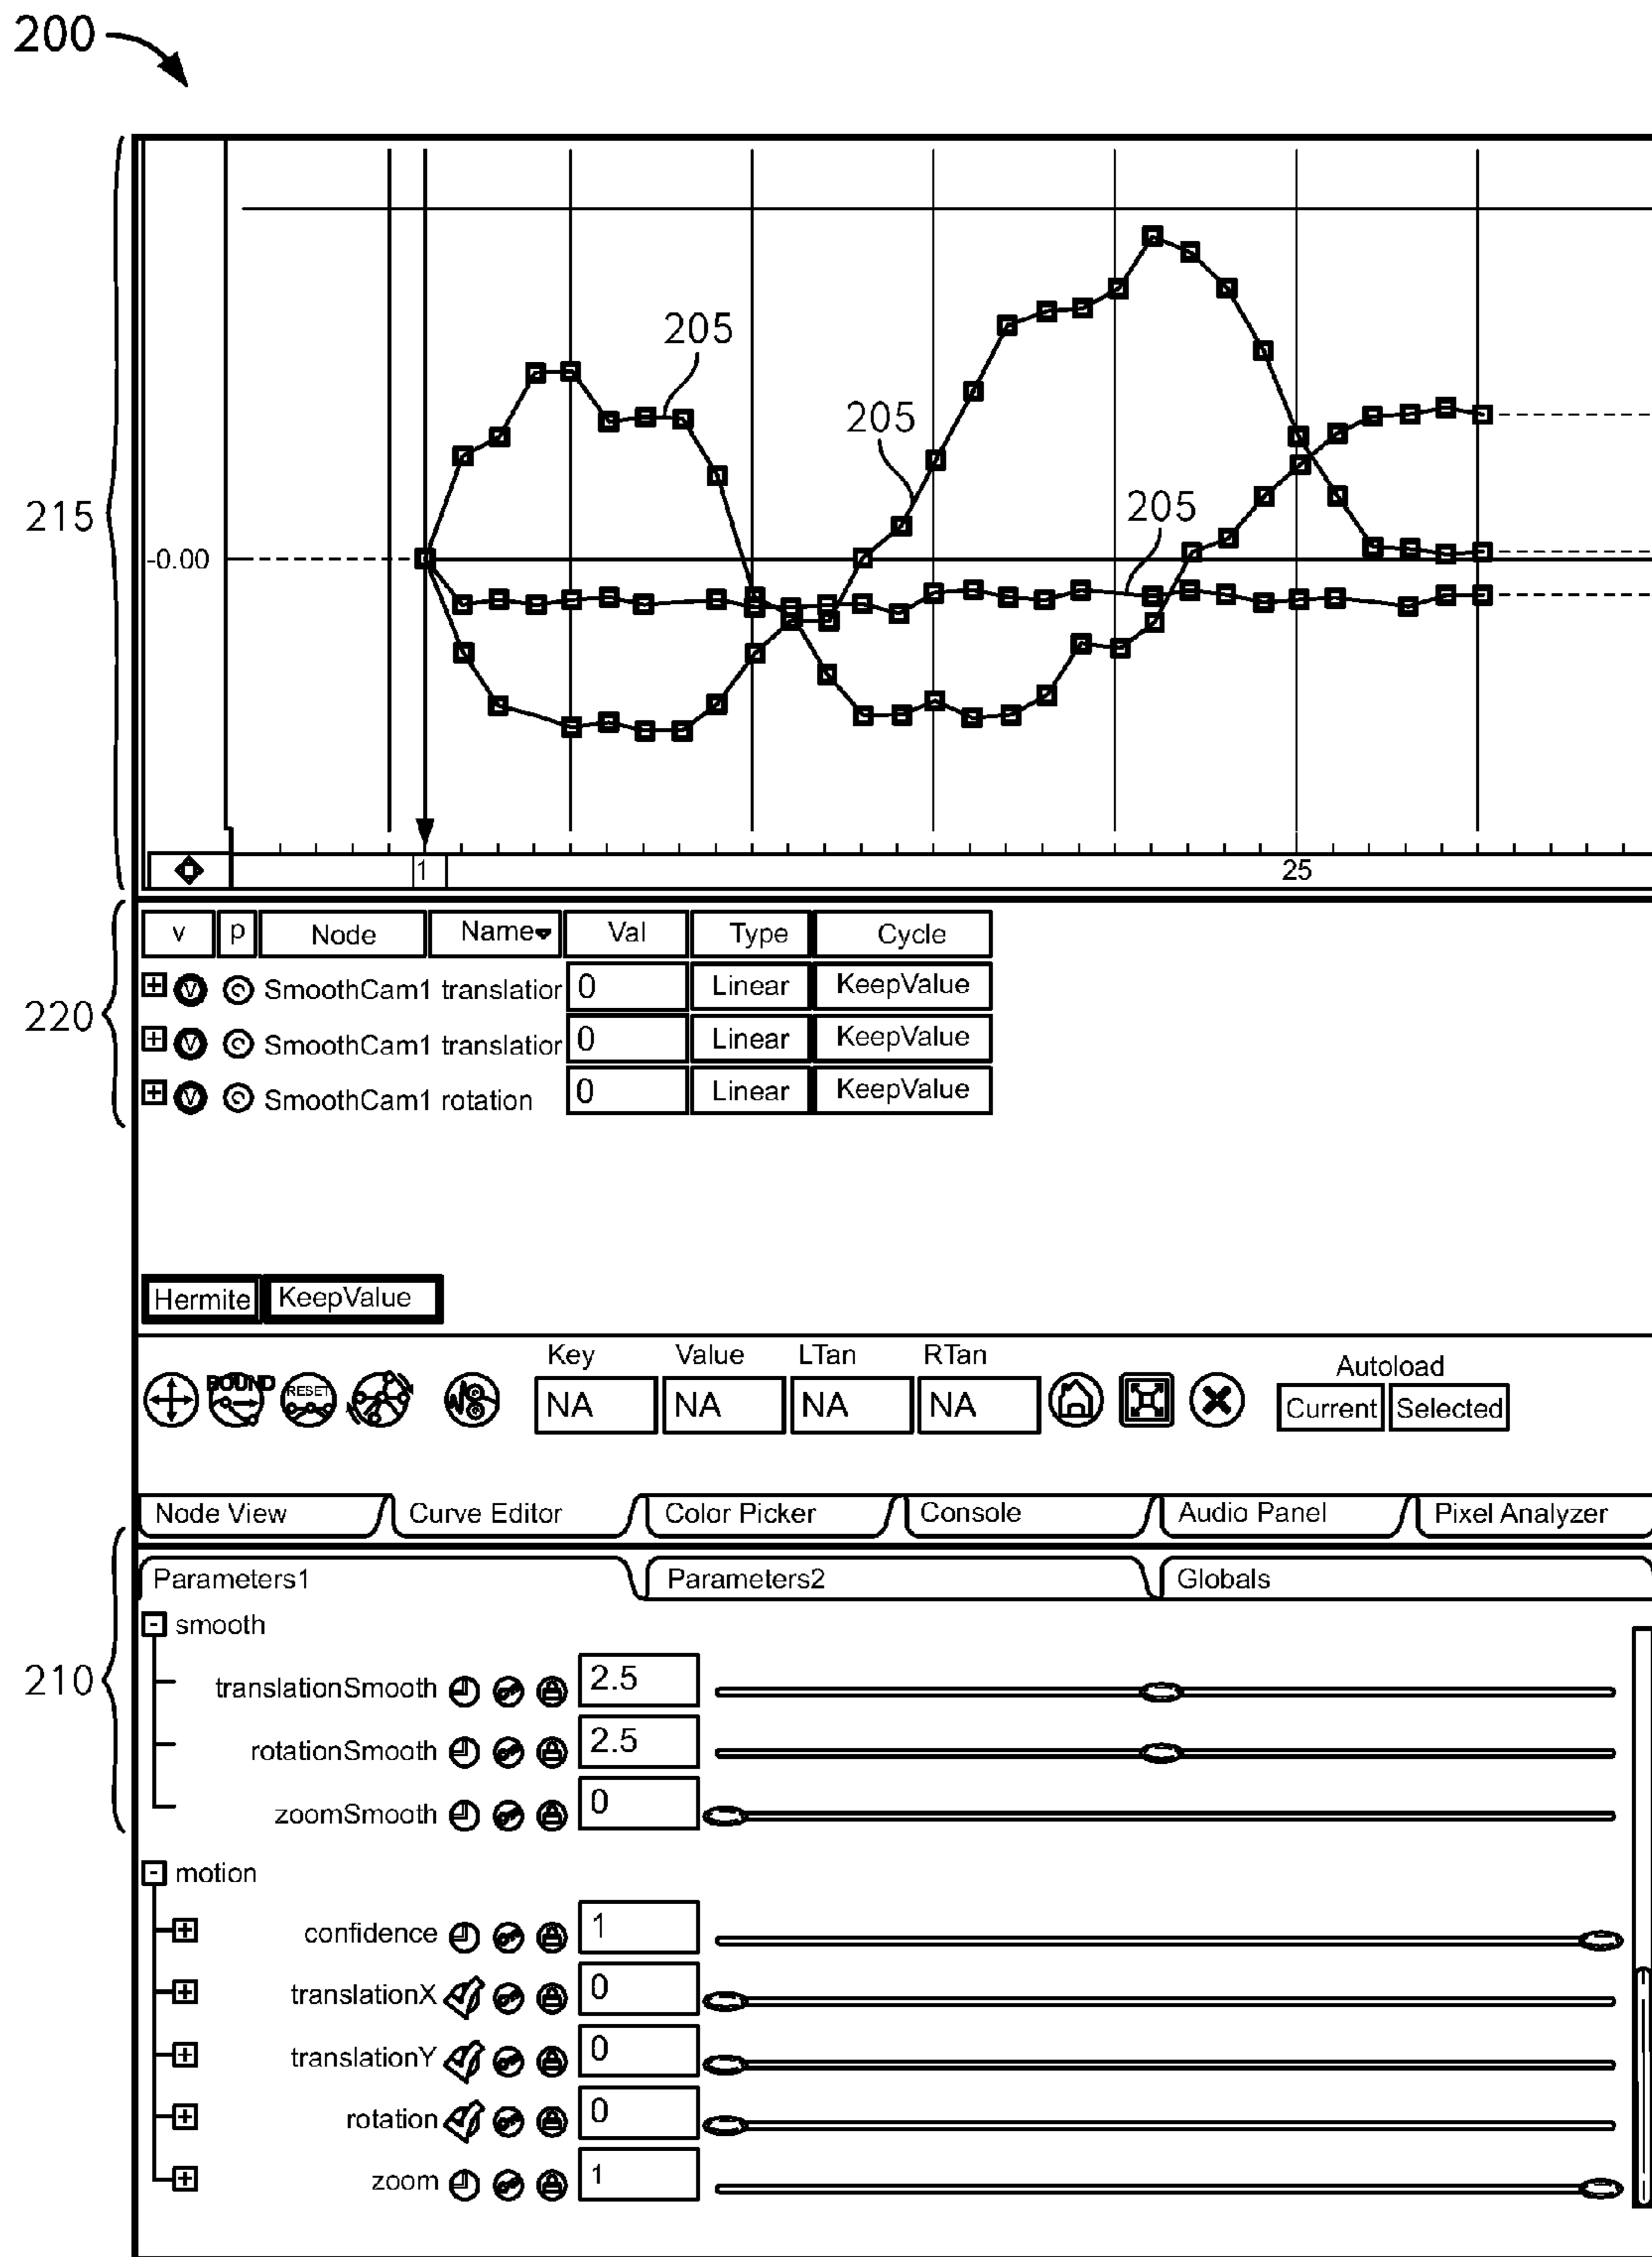 200
205
205
205
215
-0.00
1 25
v p Node Name Val Type Cycle
SmoothCam1 translatior 0 Linear KeepValue
220
SmoothCam1 translatior 0 Linear KeepValue
SmoothCam1 rotation 0 Linear KeepValue
Hermite KeepValue
Key Value LTan RTan Autoload
BOUND RESET NA NA NA NA Current Selected
Node View Curve Editor Color Picker Console Audio Panel Pixel Analyzer
Parameters1 Parameters2 Globals
- smooth
210
translationSmooth 2.5
rotationSmooth 2.5
zoomSmooth 0
- motion
+ confidence 1
+ translationX 0
+ translationY 0
+ rotation 0
+ zoom 1